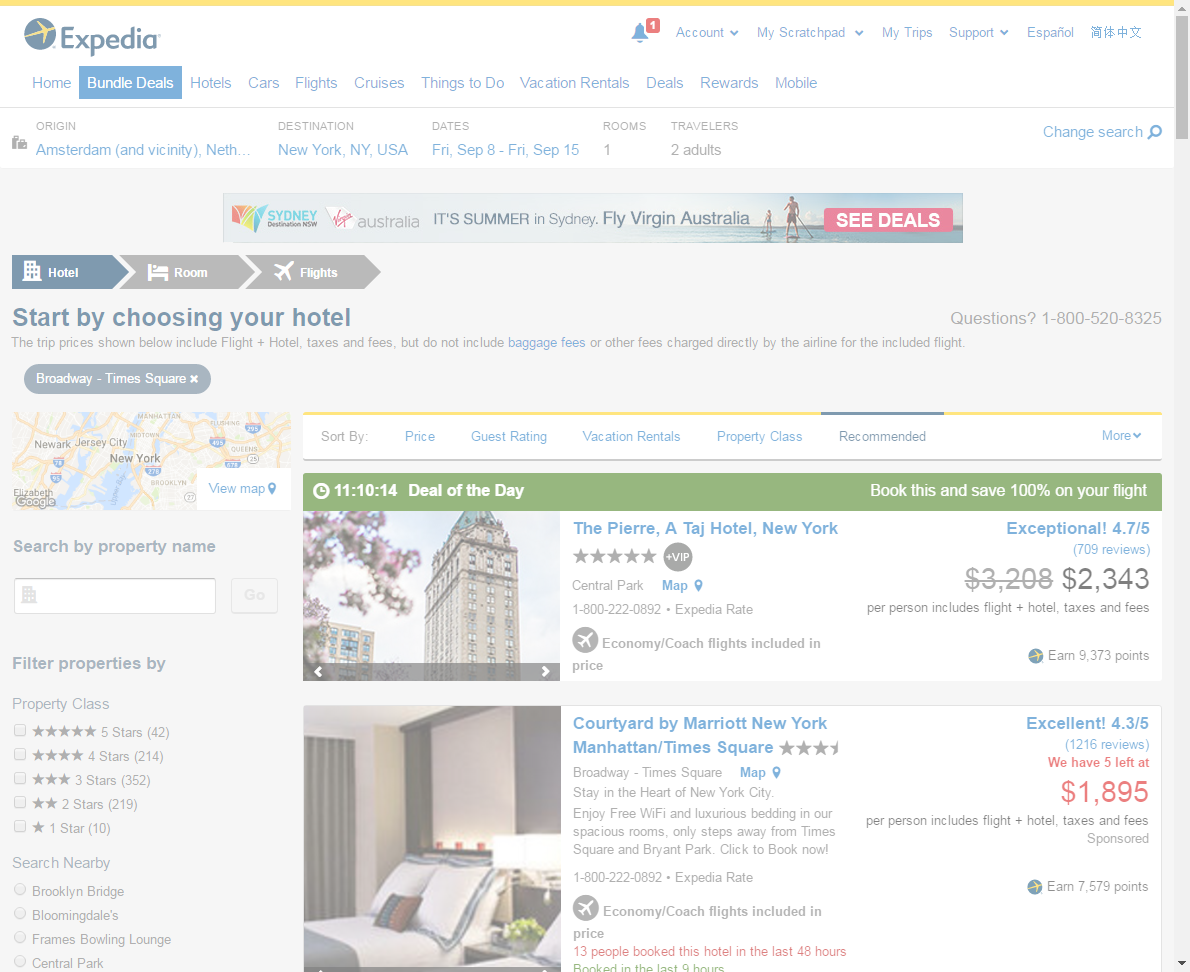 Expedia
1
Account
My Scratchpad
My Trips
Support
Español
简体中文
Home
Bundle Deals
Hotels
Cars
Flights
Cruises
Things to Do
Vacation Rentals
Deals
Rewards
Mobile
ORIGIN
Amsterdam (and vicinity), Neth...
DESTINATION
New York, NY, USA
DATES
Fri, Sep 8 - Fri, Sep 15
ROOMS
1
TRAVELERS
2 adults
Change search
SYDNEY
Destination NSW
Virgin australia
IT'S SUMMER in Sydney. Fly Virgin Australia
SEE DEALS
Hotel
Room
Flights
Start by choosing your hotel
Questions? 1-800-520-8325
The trip prices shown below include Flight + Hotel, taxes and fees, but do not include baggage fees or other fees charged directly by the airline for the included flight.
Broadway - Times Square ×
MANHATTAN
FLUSHING
295
Newark
Jersey City
MIDTOWN
495
QUEENS
New York
78
678
25
278
BROOKLYN
27
Elizabeth
Google
View map
Search by property name
Go
Filter properties by
Property Class
★★★★★ 5 Stars (42)
★★★★ 4 Stars (214)
★★★ 3 Stars (352)
★★ 2 Stars (219)
★ 1 Star (10)
Search Nearby
Brooklyn Bridge
Bloomingdale's
Frames Bowling Lounge
Central Park
Sort By:
Price
Guest Rating
Vacation Rentals
Property Class
Recommended
More
11:10:14 Deal of the Day
Book this and save 100% on your flight
The Pierre, A Taj Hotel, New York
+VIP
Central Park
Map
1-800-222-0892 • Expedia Rate
Economy/Coach flights included in
price
Exceptional! 4.7/5
(709 reviews)
$3,208 $2,343
per person includes flight + hotel, taxes and fees
Earn 9,373 points
Courtyard by Marriott New York
Manhattan/Times Square
Broadway - Times Square
Map
Stay in the Heart of New York City.
Enjoy Free WiFi and luxurious bedding in our
spacious rooms, only steps away from Times
Square and Bryant Park. Click to Book now!
1-800-222-0892 • Expedia Rate
Economy/Coach flights included in
price
13 people booked this hotel in the last 48 hours
Booked in the last 9 hours
Excellent! 4.3/5
(1216 reviews)
We have 5 left at
$1,895
per person includes flight + hotel, taxes and fees
Sponsored
Earn 7,579 points